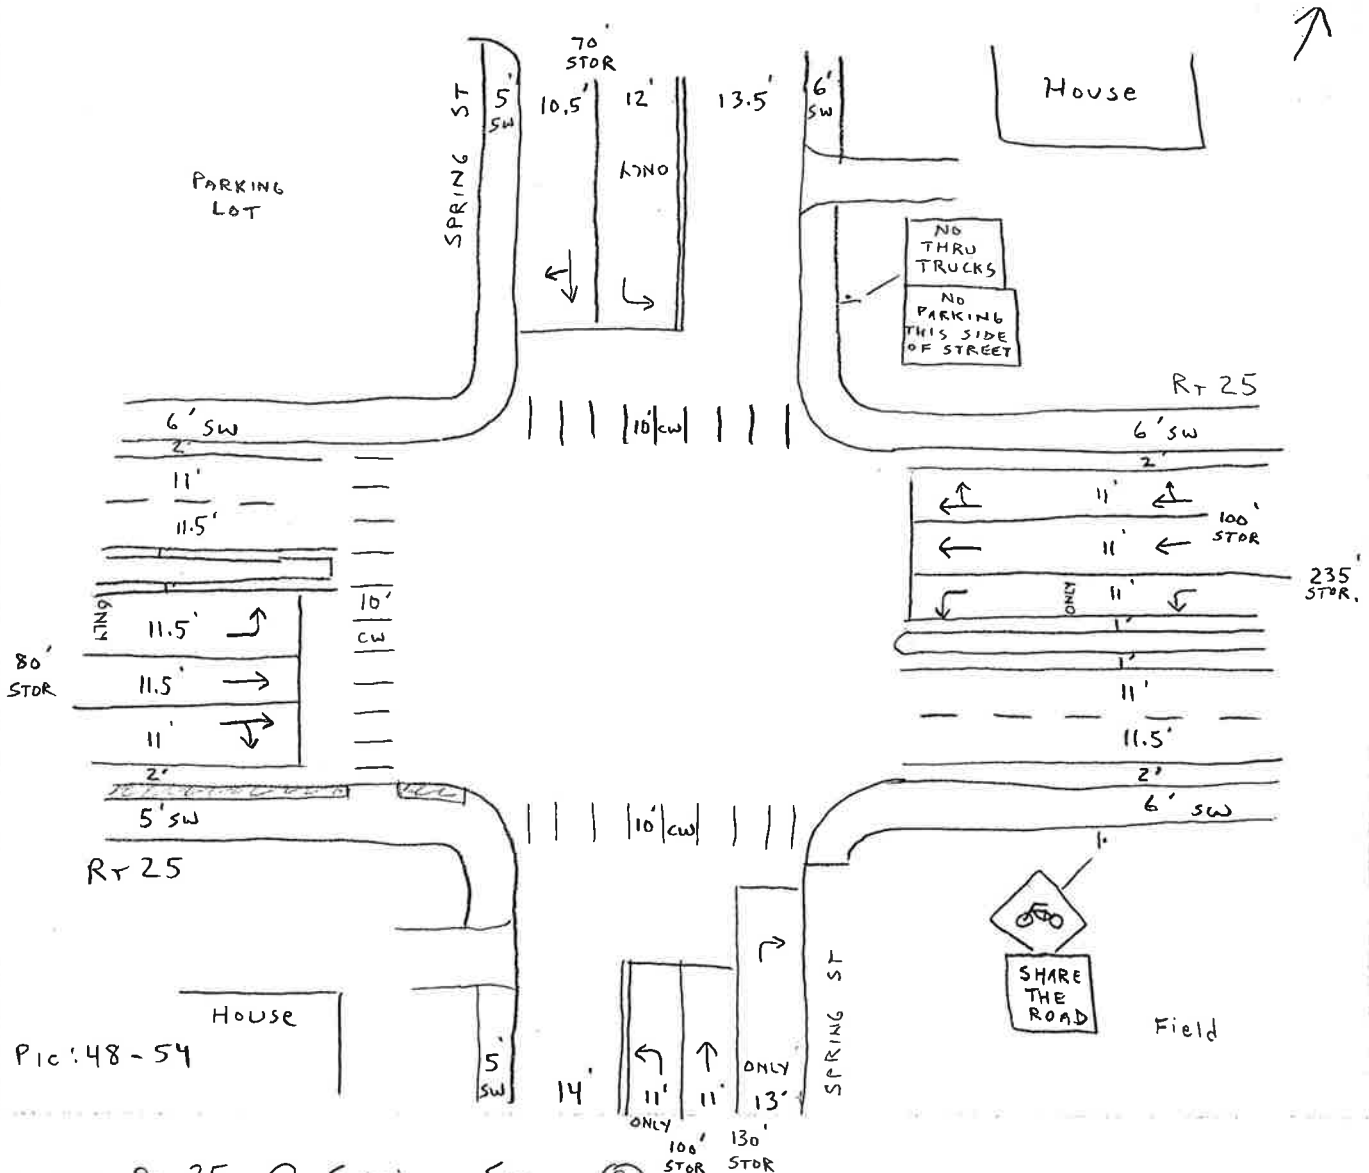 70'
STOR
SPRING ST
5'
SW
10.5'
12'
ONLY
13.5'
6'
SW
House
PARKING
LOT
NO
THRU
TRUCKS
NO
PARKING
THIS SIDE
OF STREET
RT 25
6' SW
2'
11'
11.5'
10'
CW
6' SW
2'
11'
100'
STOR
11'
235'
STOR.
ONLY
11'
1'
1'
11'
11.5'
2'
6' SW
ONLY
11.5'
80'
STOR
11.5'
11'
2'
5' SW
10'
CW
RT 25
10'
CW
House
PIC: 48-54
5'
SW
14'
11'
ONLY
11'
100'
STOR
ONLY
13'
130'
STOR
SPRING ST
SHARE
THE
ROAD
Field